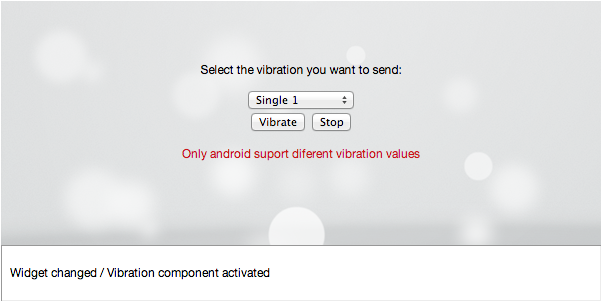 Select the vibration you want to send:
Single 1
Vibrate Stop
Only android suport diferent vibration values
Widget changed / Vibration component activated